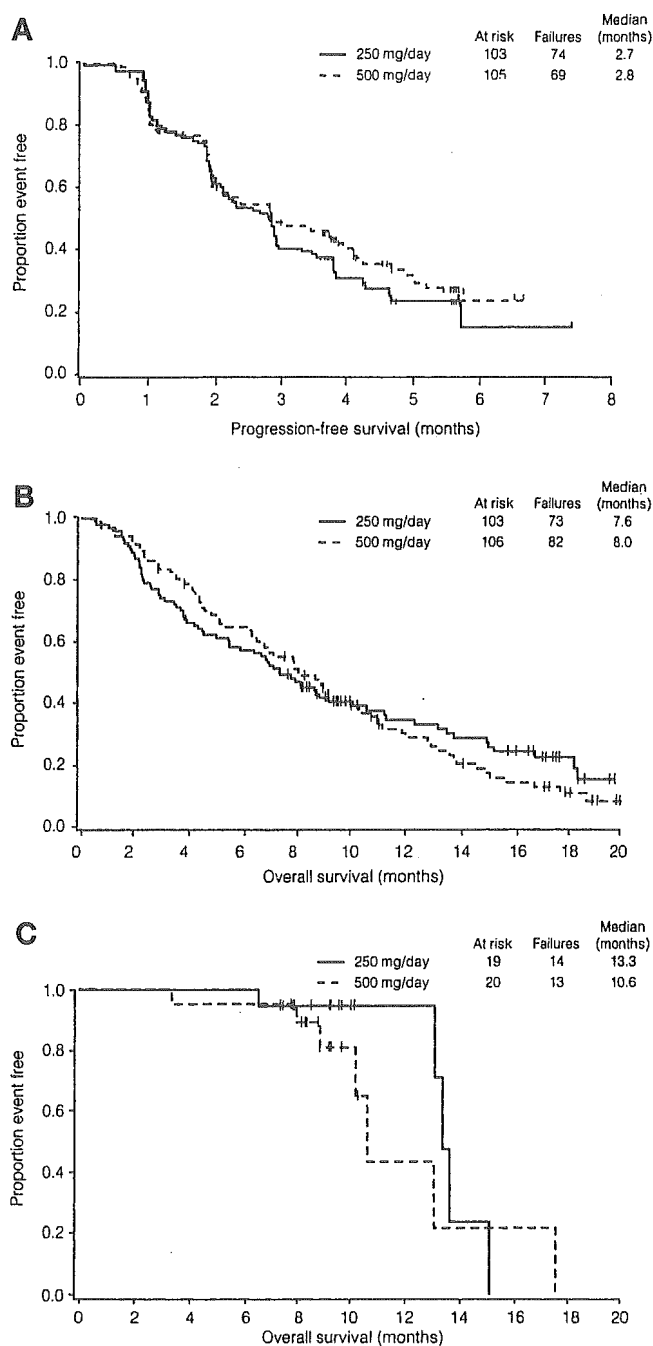 A
At risk Failures Median (months)
250 mg/day 103 74 2.7
500 mg/day 105 69 2.8
Proportion event free
1.0
0.8
0.6
0.4
0.2
0.0
0 1 2 3 4 5 6 7 8
Progression-free survival (months)
B
At risk Failures Median (months)
250 mg/day 103 73 7.6
500 mg/day 106 82 8.0
Proportion event free
1.0
0.8
0.6
0.4
0.2
0.0
0 2 4 6 8 10 12 14 16 18 20
Overall survival (months)
C
At risk Failures Median (months)
250 mg/day 19 14 13.3
500 mg/day 20 13 10.6
Proportion event free
1.0
0.8
0.6
0.4
0.2
0.0
0 2 4 6 8 10 12 14 16 18 20
Overall survival (months)